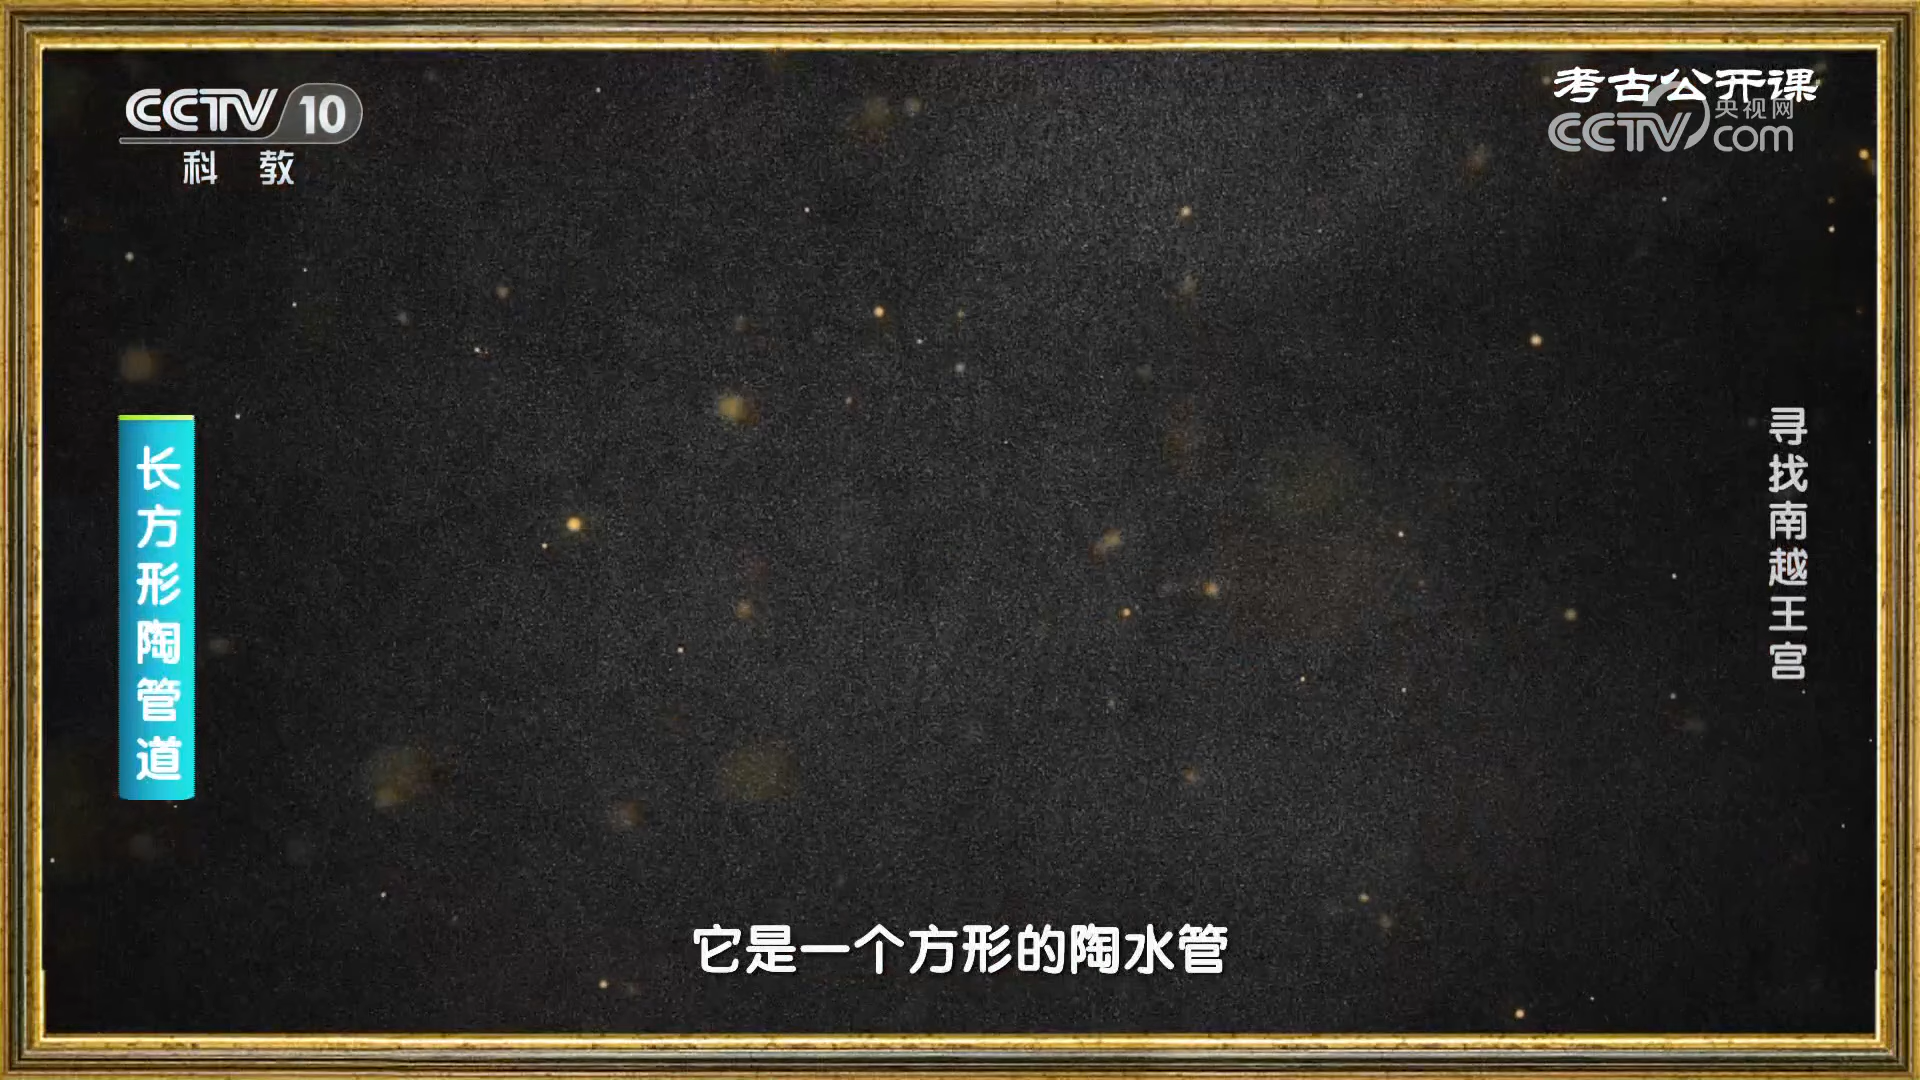 CCTV 10
科教
考古公开课
央视网
CCTV.com
长方形陶管道
寻找南越王宫
它是一个方形的陶水管